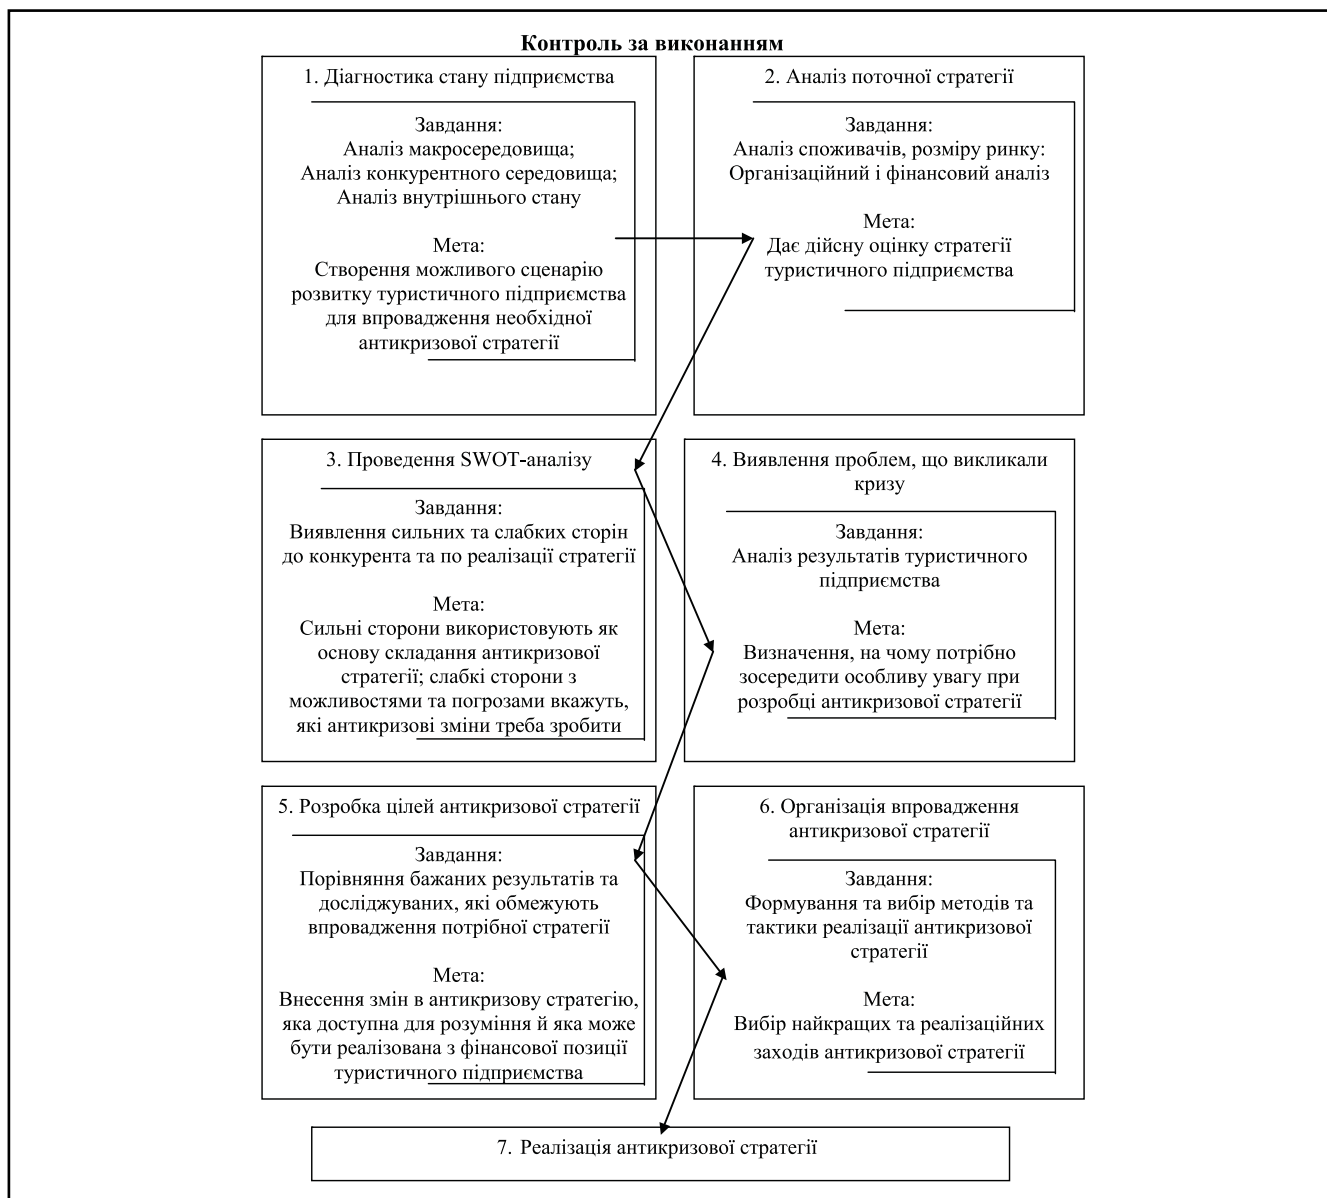 Контроль за виконанням
1. Діагностика стану підприємства
Завдання:
Аналіз макросередовища;
Аналіз конкурентного середовища;
Аналіз внутрішнього стану
Мета:
Створення можливого сценарію
розвитку туристичного підприємства
для впровадження необхідної
антикризової стратегії
2. Аналіз поточної стратегії
Завдання:
Аналіз споживачів, розміру ринку:
Організаційний і фінансовий аналіз
Мета:
Дає дійсну оцінку стратегії
туристичного підприємства
3. Проведення SWOT-аналізу
Завдання:
Виявлення сильних та слабких сторін
до конкурента та по реалізації стратегії
Мета:
Сильні сторони використовують як
основу складання антикризової
стратегії; слабкі сторони з
можливостями та погрозами вкажуть,
які антикризові зміни треба зробити
4. Виявлення проблем, що викликали
кризу
Завдання:
Аналіз результатів туристичного
підприємства
Мета:
Визначення, на чому потрібно
зосередити особливу увагу при
розробці антикризової стратегії
5. Розробка цілей антикризової стратегії
Завдання:
Порівняння бажаних результатів та
досліджуваних, які обмежують
впровадження потрібної стратегії
Мета:
Внесення змін в антикризову стратегію,
яка доступна для розуміння й яка може
бути реалізована з фінансової позиції
туристичного підприємства
6. Організація впровадження
антикризової стратегії
Завдання:
Формування та вибір методів та
тактики реалізації антикризової
стратегії
Мета:
Вибір найкращих та реалізаційних
заходів антикризової стратегії
7. Реалізація антикризової стратегії